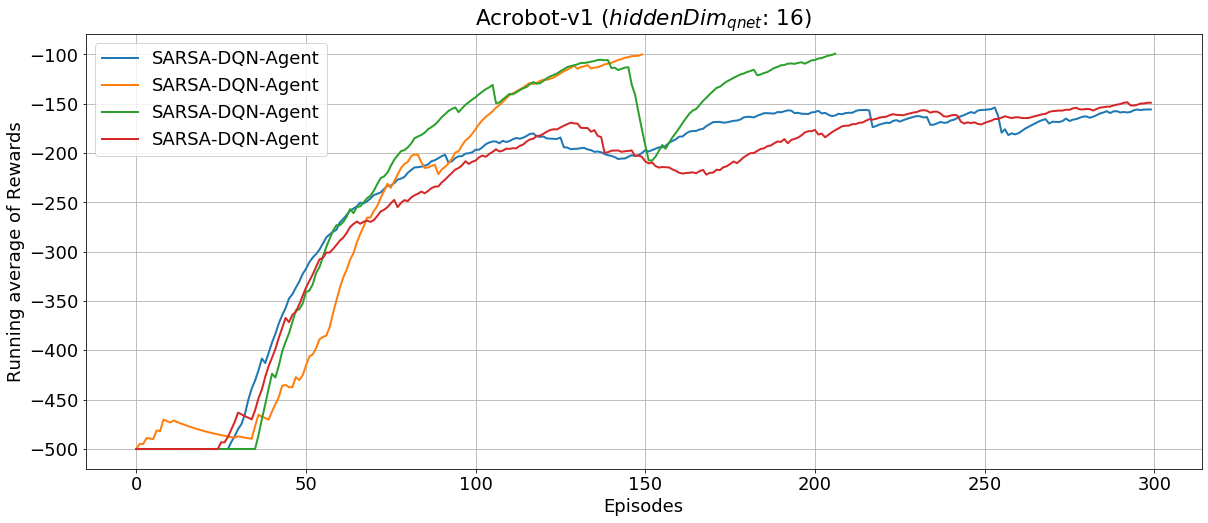 Acrobot-v1 (hiddenDim_qnet: 16)
SARSA-DQN-Agent
SARSA-DQN-Agent
SARSA-DQN-Agent
SARSA-DQN-Agent
Running average of Rewards
−100
−150
−200
−250
−300
−350
−400
−450
−500
0 50 100 150 200 250 300
Episodes